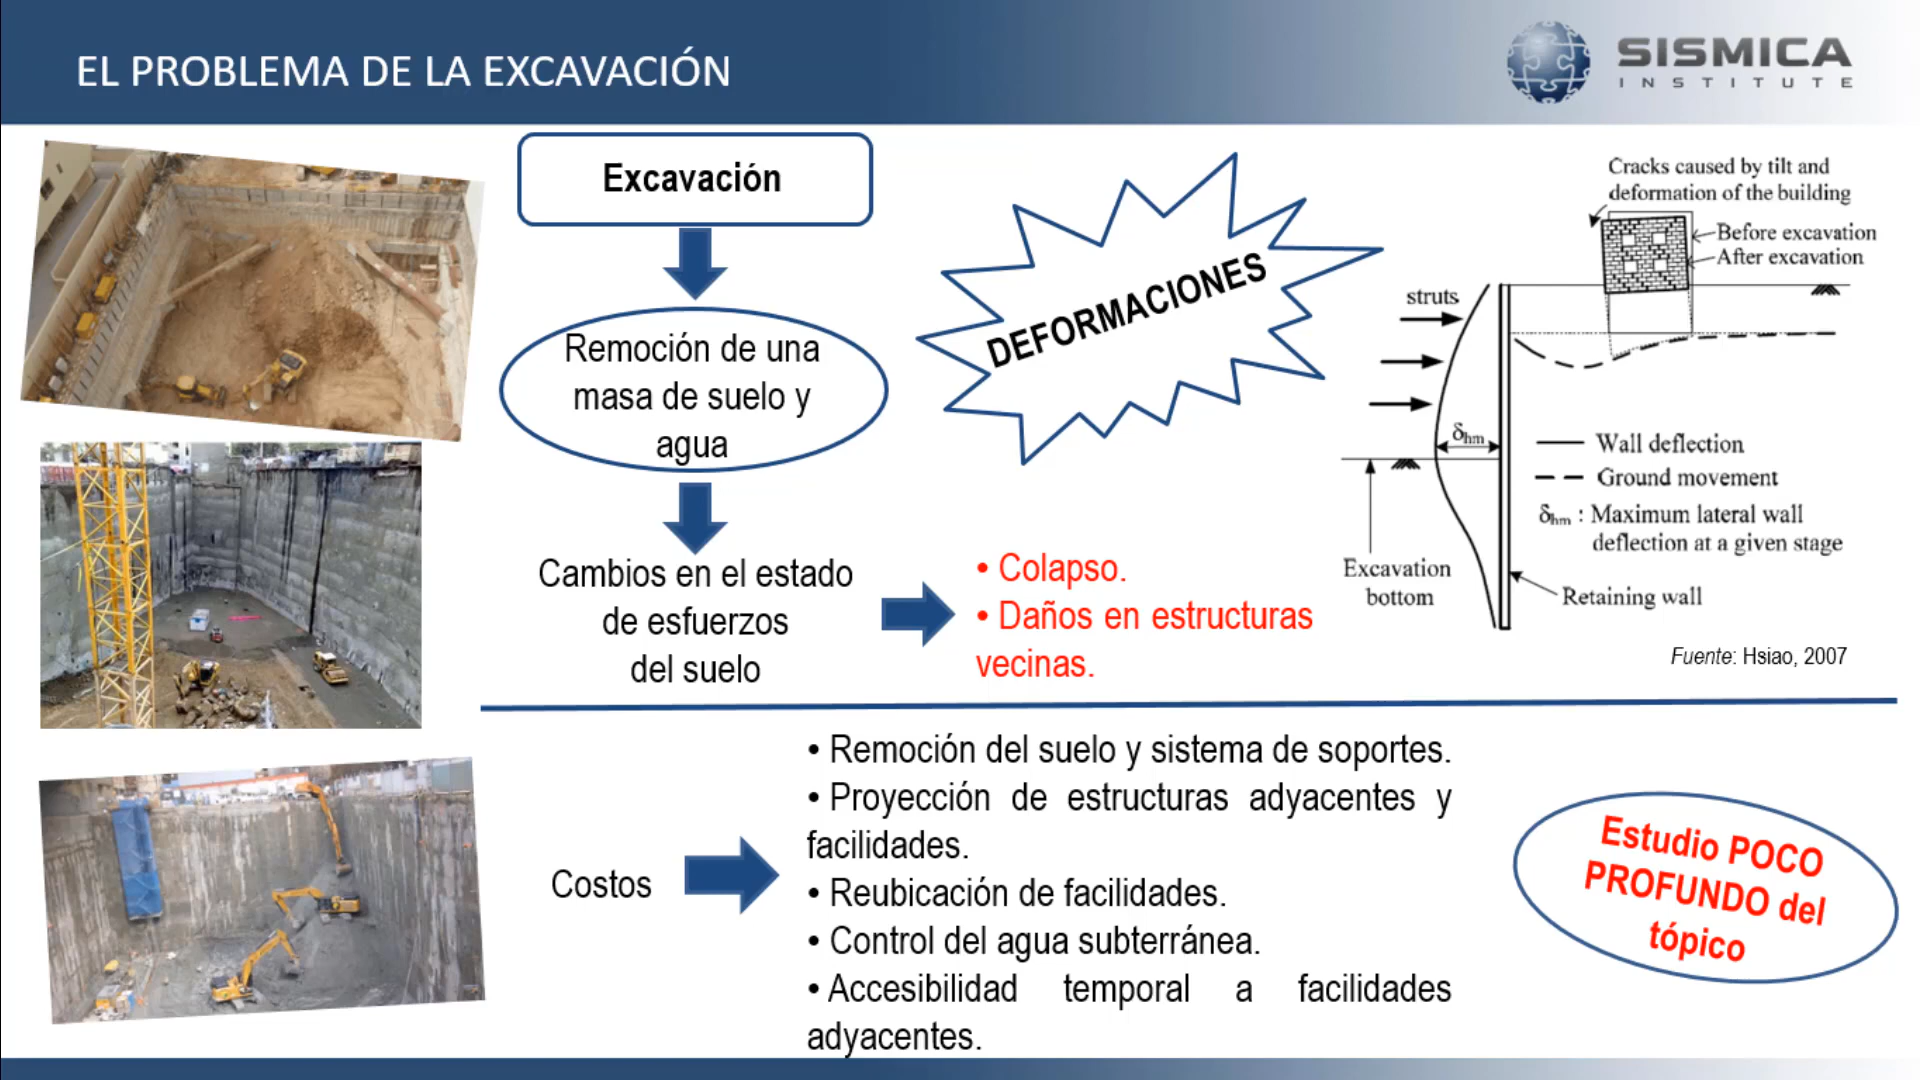 EL PROBLEMA DE LA EXCAVACIÓN
SISMICA
INSTITUTE
Excavación
Remoción de una
masa de suelo y
agua
Cambios en el estado
de esfuerzos
del suelo
DEFORMACIONES
• Colapso.
• Daños en estructuras
vecinas.
Cracks caused by tilt and
deformation of the building
Before excavation
After excavation
struts
δhm
Wall deflection
Ground movement
δhm : Maximum lateral wall
deflection at a given stage
Excavation
bottom
Retaining wall
Fuente: Hsiao, 2007
Costos
• Remoción del suelo y sistema de soportes.
• Proyección de estructuras adyacentes y
facilidades.
• Reubicación de facilidades.
• Control del agua subterránea.
• Accesibilidad temporal a facilidades
adyacentes.
Estudio POCO
PROFUNDO del
tópico